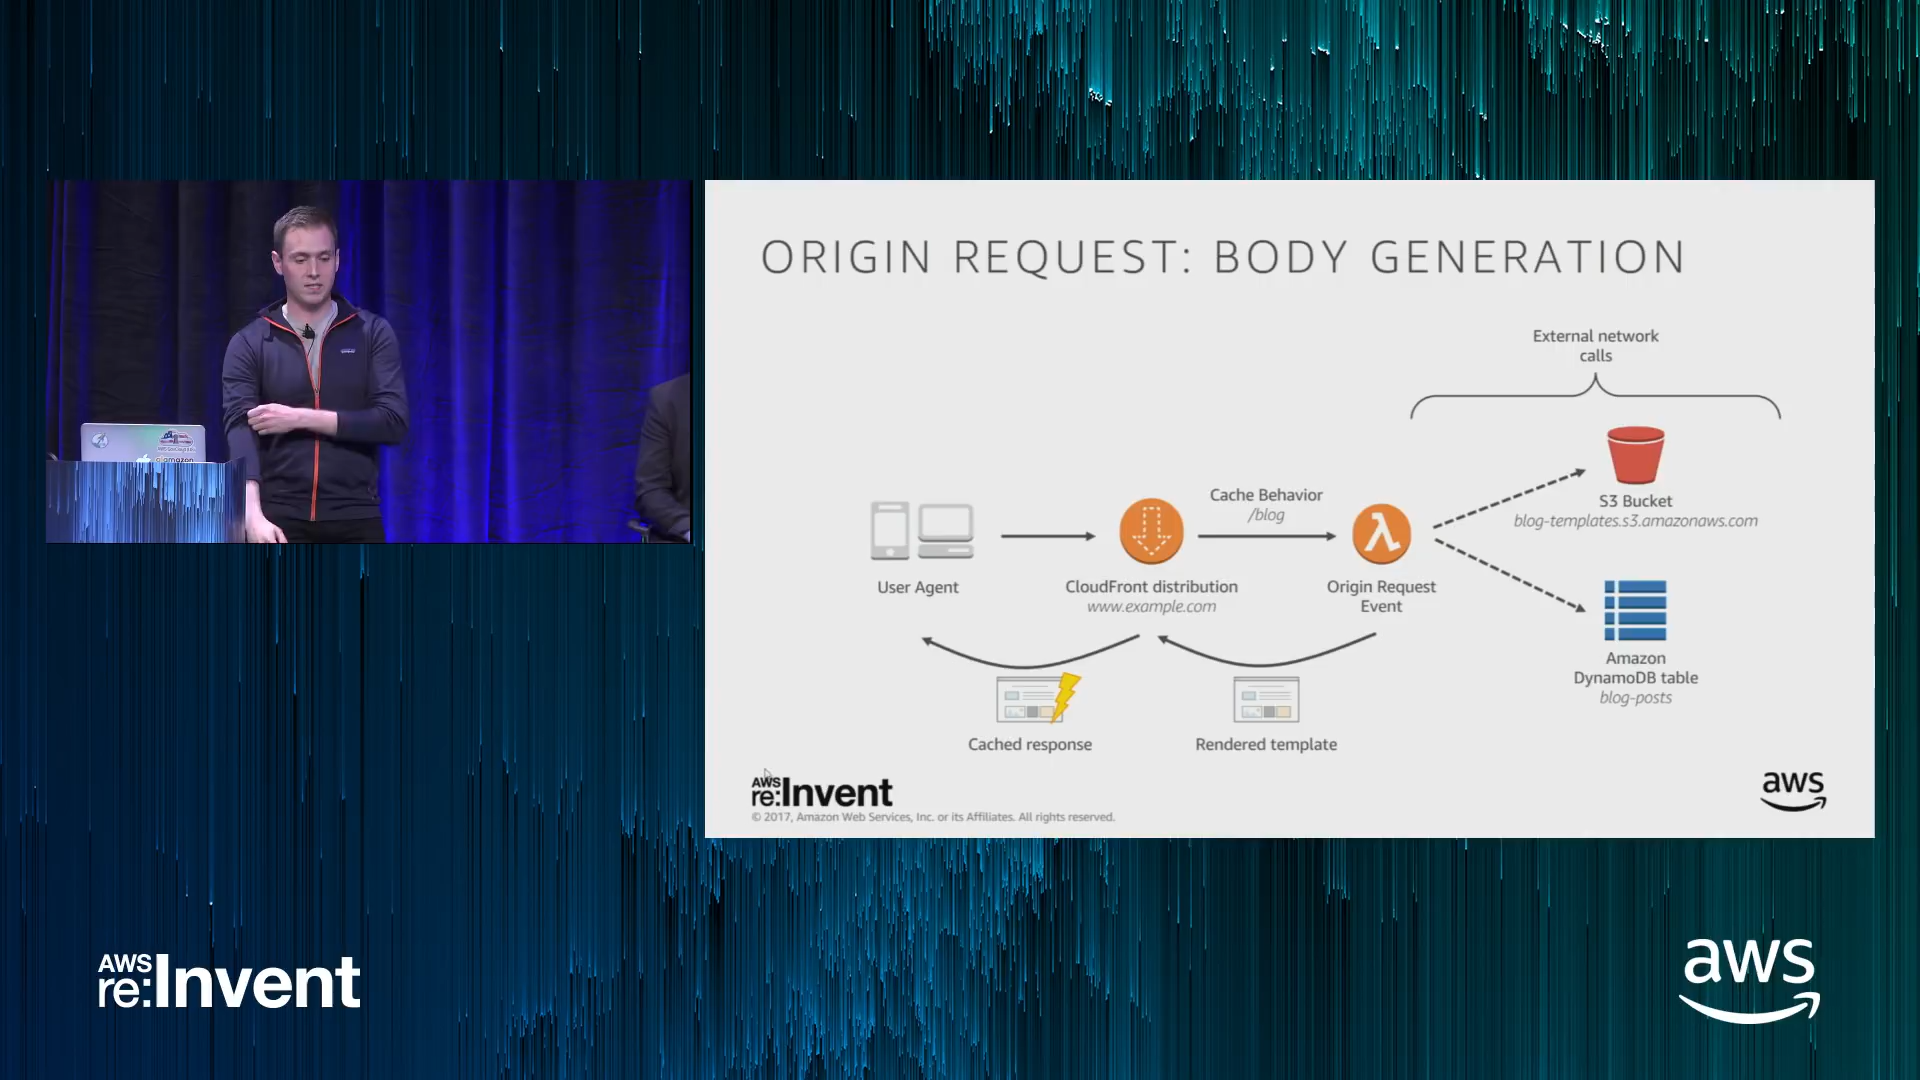 ORIGIN REQUEST: BODY GENERATION
External network
calls
S3 Bucket
blog-templates.s3.amazonaws.com
Cache Behavior
/blog
User Agent
CloudFront distribution
www.example.com
Origin Request
Event
Amazon
DynamoDB table
blog-posts
Cached response
Rendered template
AWS
re:Invent
© 2017, Amazon Web Services, Inc. or its Affiliates. All rights reserved.
aws
AWS
re:Invent
aws